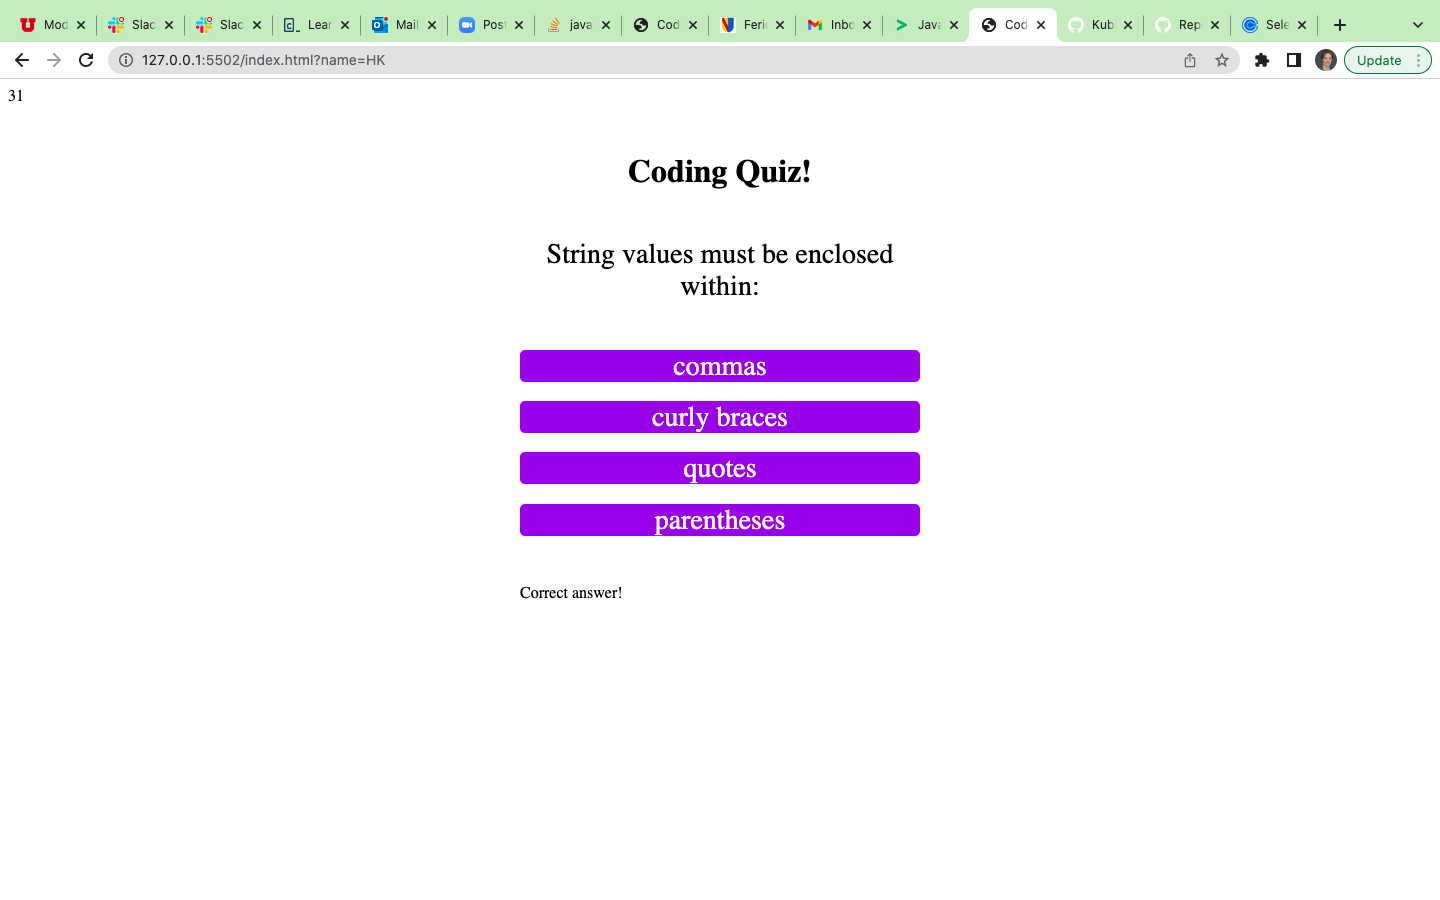 Mod
Slac
Slac
Lear
Mail
Post
java
Cod
Feri
Inbo
Java
Cod
Kub
Rep
Sele
127.0.0.1:5502/index.html?name=HK
Update
31
Coding Quiz!
String values must be enclosed
within:
commas
curly braces
quotes
parentheses
Correct answer!